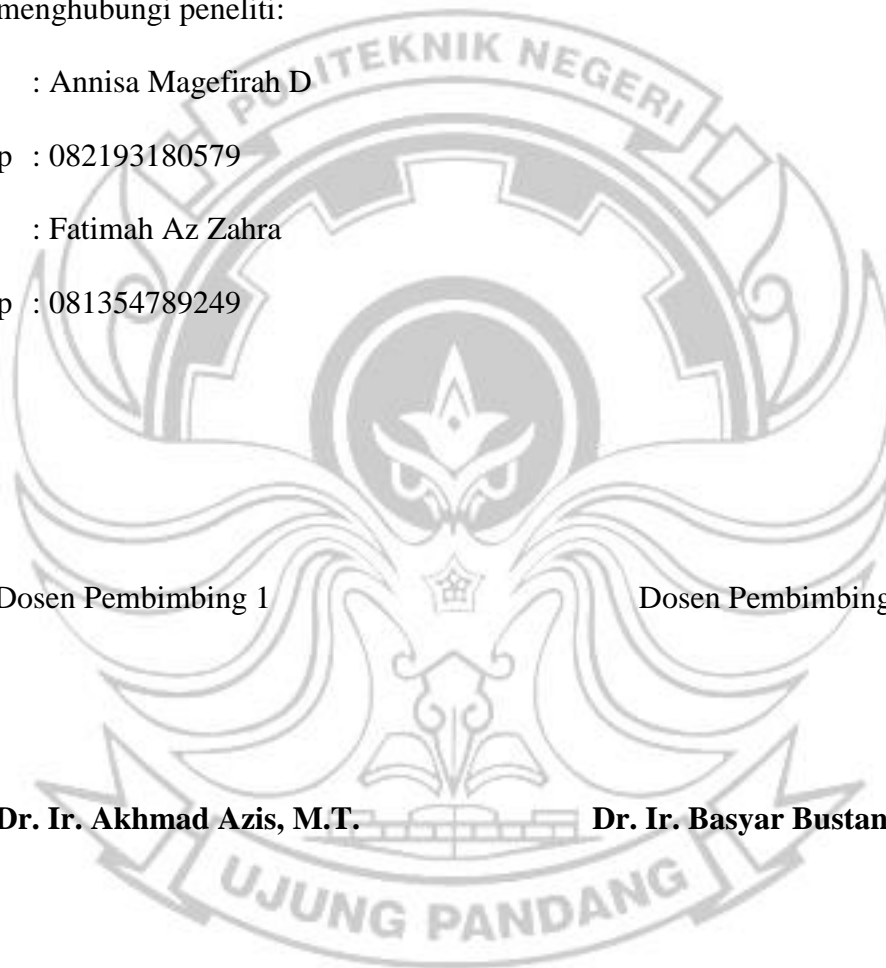 menghubungi peneliti:
POLITEKNIK NEGERI
: Annisa Magefirah D
p : 082193180579
: Fatimah Az Zahra
p : 081354789249
Dosen Pembimbing 1 Dosen Pembimbing
Dr. Ir. Akhmad Azis, M.T. Dr. Ir. Basyar Bustan
UJUNG PANDANG